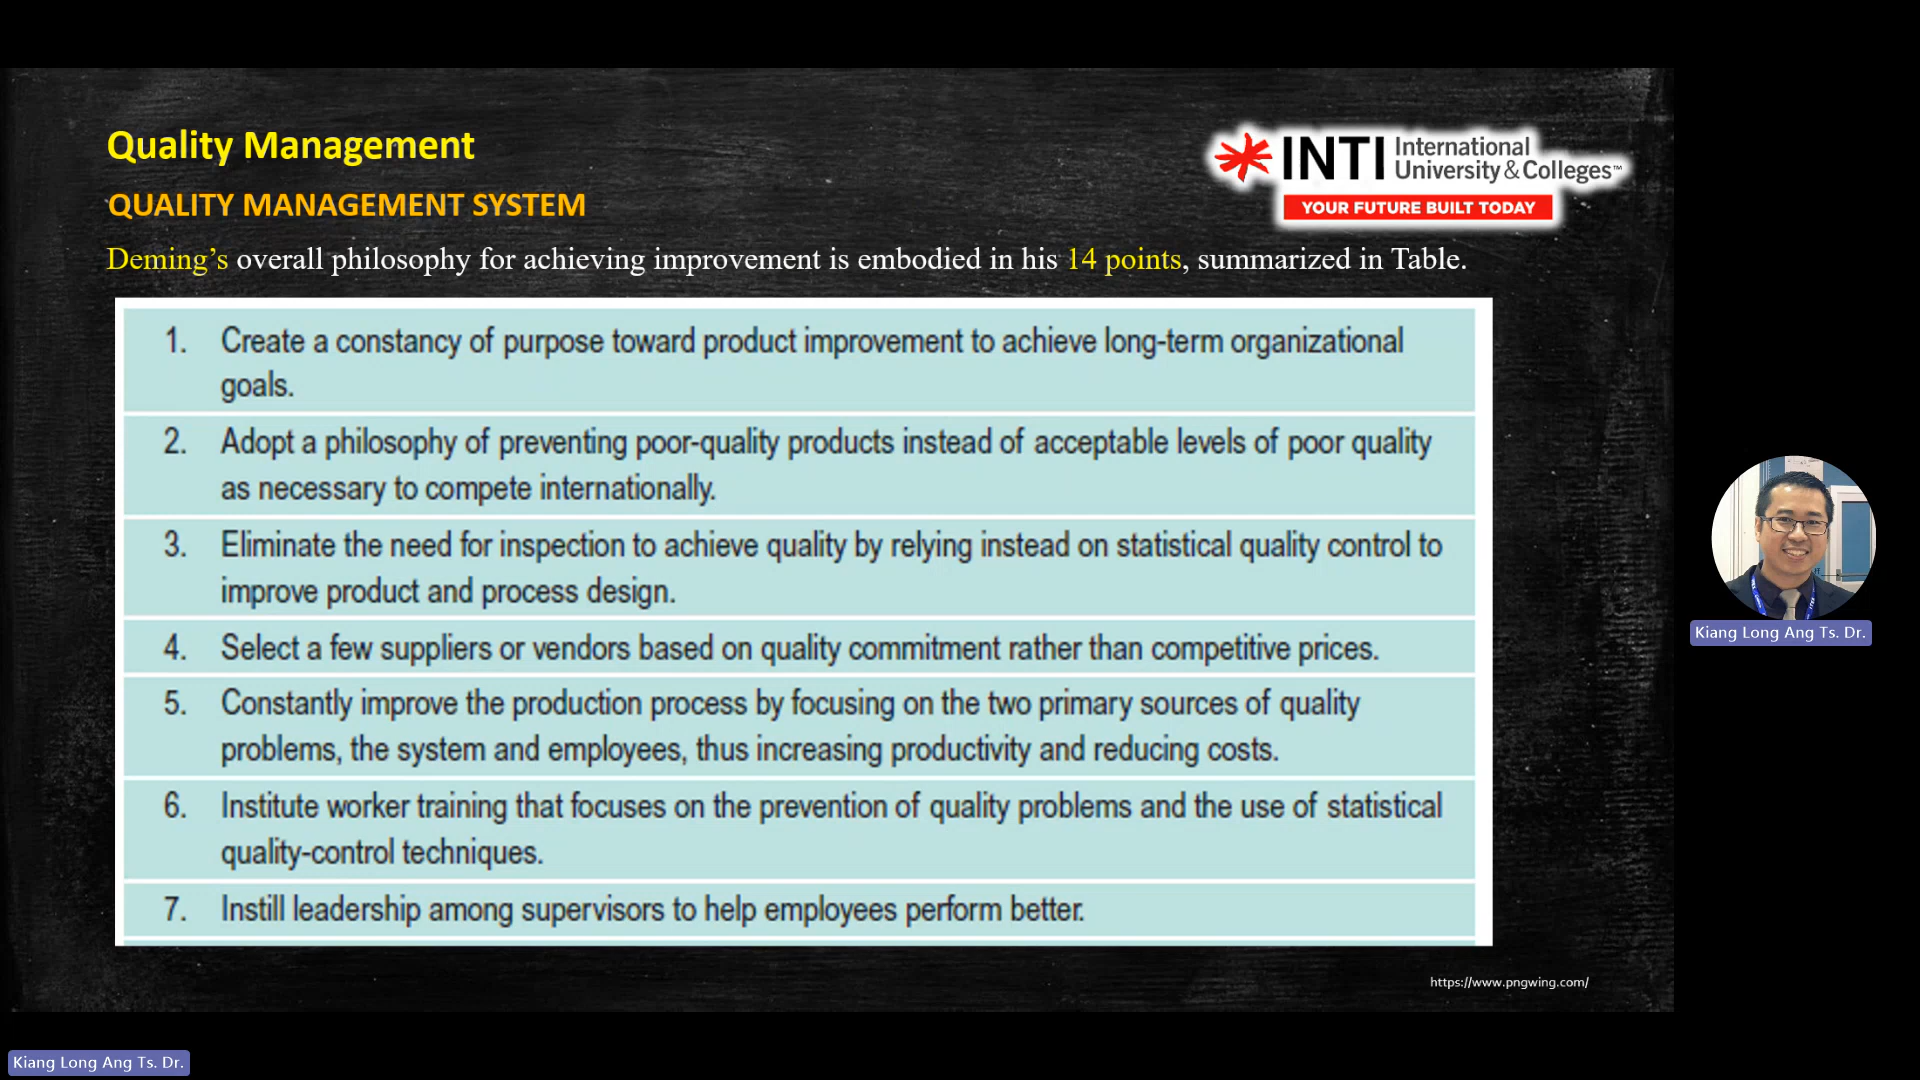 Quality Management
INTI International
University & Colleges™
YOUR FUTURE BUILT TODAY
QUALITY MANAGEMENT SYSTEM
Deming’s overall philosophy for achieving improvement is embodied in his 14 points, summarized in Table.
1. Create a constancy of purpose toward product improvement to achieve long-term organizational
goals.
2. Adopt a philosophy of preventing poor-quality products instead of acceptable levels of poor quality
as necessary to compete internationally.
3. Eliminate the need for inspection to achieve quality by relying instead on statistical quality control to
improve product and process design.
4. Select a few suppliers or vendors based on quality commitment rather than competitive prices.
5. Constantly improve the production process by focusing on the two primary sources of quality
problems, the system and employees, thus increasing productivity and reducing costs.
6. Institute worker training that focuses on the prevention of quality problems and the use of statistical
quality-control techniques.
7. Instill leadership among supervisors to help employees perform better.
https://www.pngwing.com/
Kiang Long Ang Ts. Dr.
Kiang Long Ang Ts. Dr.